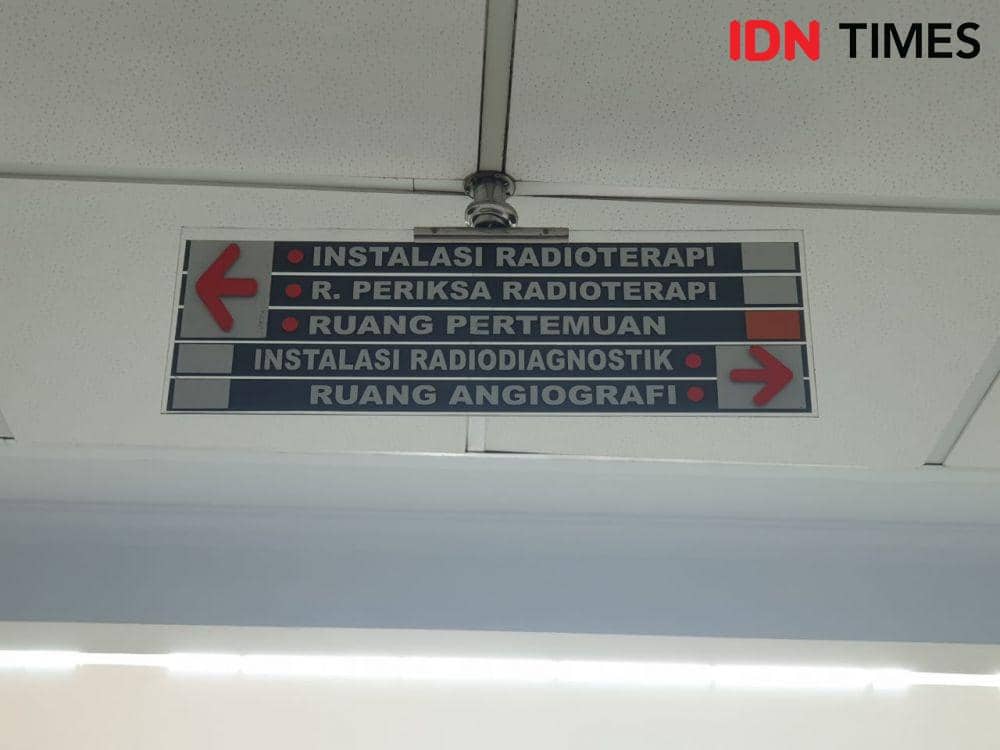 IDN TIMES
INSTALASI RADIOTERAPI
R. PERIKSA RADIOTERAPI
RUANG PERTEMUAN
INSTALASI RADIODIAGNOSTIK
RUANG ANGIOGRAFI